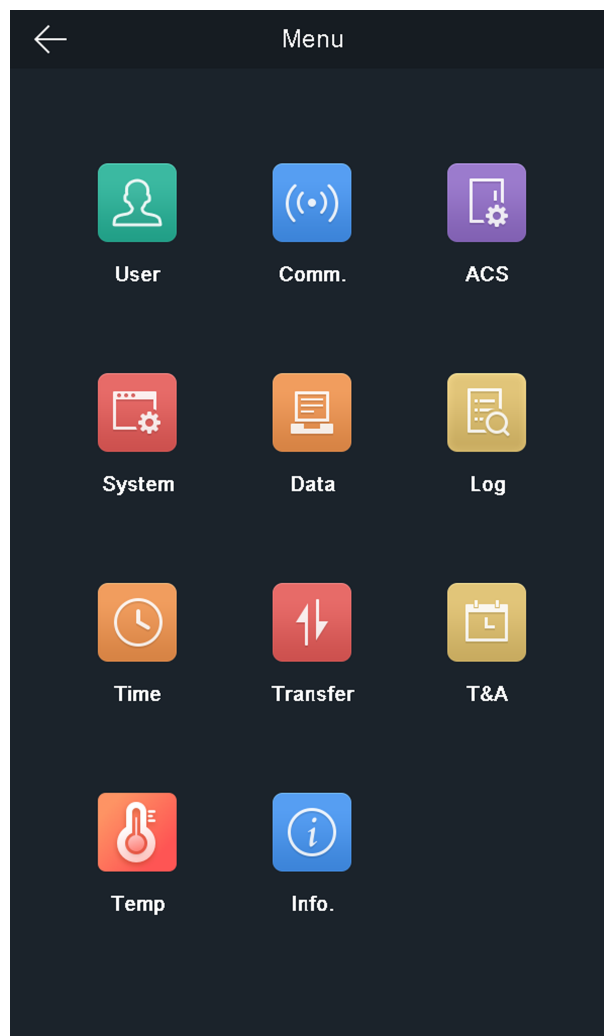 Menu
User Comm. ACS
System Data Log
Time Transfer T&A
Temp Info.